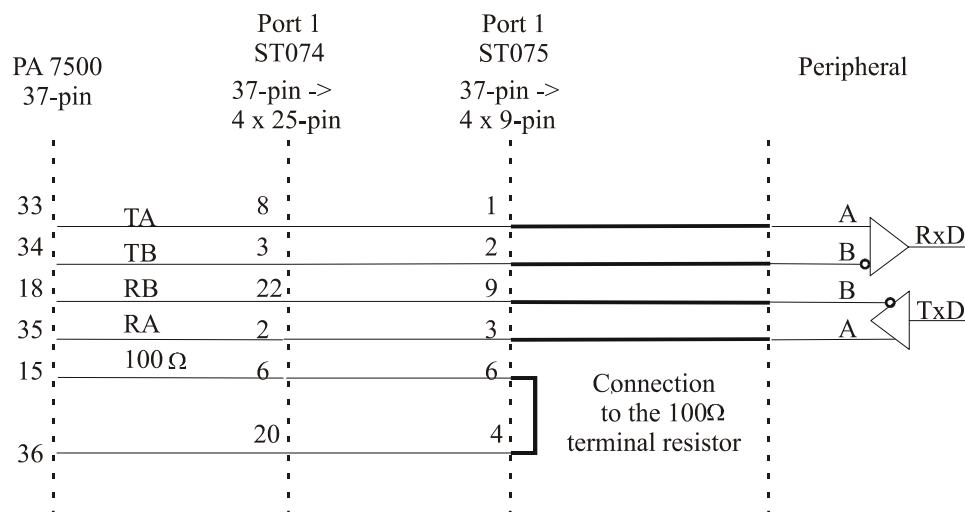 PA 7500
37-pin
Port 1
ST074
37-pin ->
4 x 25-pin
Port 1
ST075
37-pin ->
4 x 9-pin
Peripheral
33 TA 8 1 A RxD
34 TB 3 2 B
18 RB 22 9 B TxD
35 RA 2 3 A
15 100 Ω 6 6
36 20 4
Connection
to the 100Ω
terminal resistor